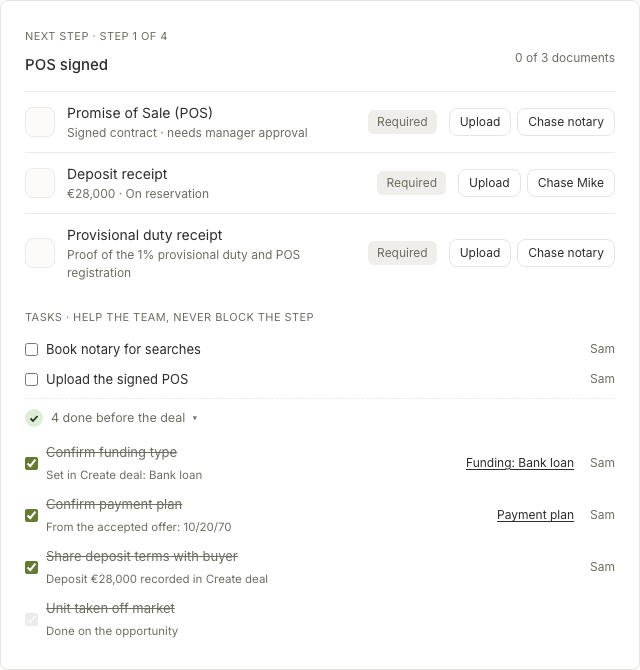 NEXT STEP · STEP 1 OF 4
POS signed
0 of 3 documents
Promise of Sale (POS)
Signed contract · needs manager approval
Required
Upload
Chase notary
Deposit receipt
€28,000 · On reservation
Required
Upload
Chase Mike
Provisional duty receipt
Proof of the 1% provisional duty and POS
registration
Required
Upload
Chase notary
TASKS · HELP THE TEAM, NEVER BLOCK THE STEP
Book notary for searches
Sam
Upload the signed POS
Sam
4 done before the deal
Confirm funding type
Set in Create deal: Bank loan
Funding: Bank loan
Sam
Confirm payment plan
From the accepted offer: 10/20/70
Payment plan
Sam
Share deposit terms with buyer
Deposit €28,000 recorded in Create deal
Sam
Unit taken off market
Done on the opportunity